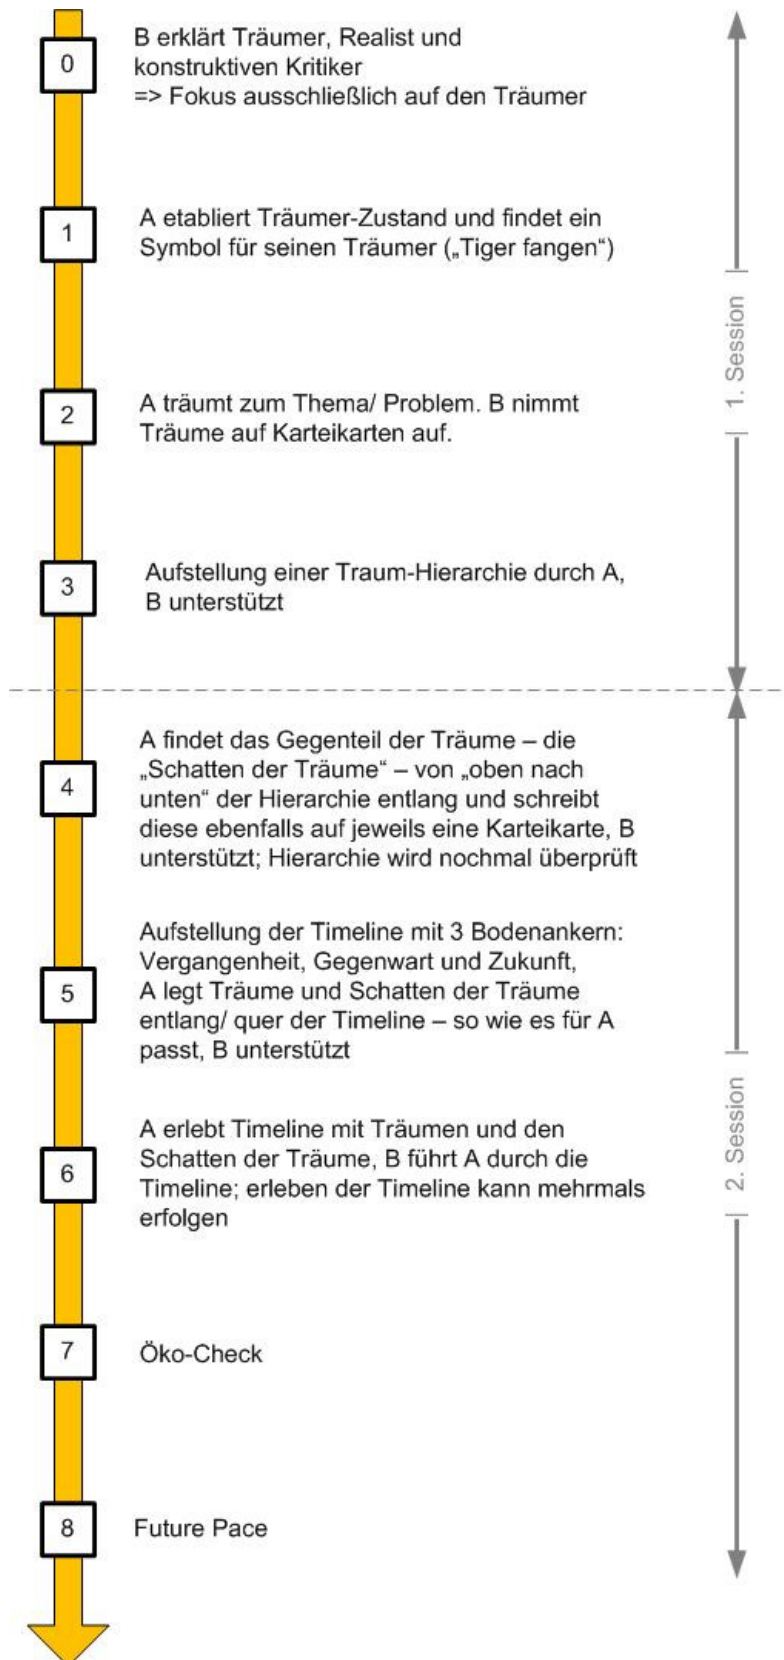 B erklärt Träumer, Realist und
0
konstruktiven Kritiker
=> Fokus ausschließlich auf den Träumer
A etabliert Träumer-Zustand und findet ein
1
Symbol für seinen Träumer („Tiger fangen“)
1. Session
A träumt zum Thema/ Problem. B nimmt
2
Träume auf Karteikarten auf.
Aufstellung einer Traum-Hierarchie durch A,
3
B unterstützt
A findet das Gegenteil der Träume – die
„Schatten der Träume“ – von „oben nach
4
unten“ der Hierarchie entlang und schreibt
diese ebenfalls auf jeweils eine Karteikarte, B
unterstützt; Hierarchie wird nochmal überprüft
Aufstellung der Timeline mit 3 Bodenankern:
Vergangenheit, Gegenwart und Zukunft,
5
A legt Träume und Schatten der Träume
entlang/ quer der Timeline – so wie es für A
passt, B unterstützt
2. Session
A erlebt Timeline mit Träumen und den
Schatten der Träume, B führt A durch die
6
Timeline; erleben der Timeline kann mehrmals
erfolgen
7
Öko-Check
8
Future Pace